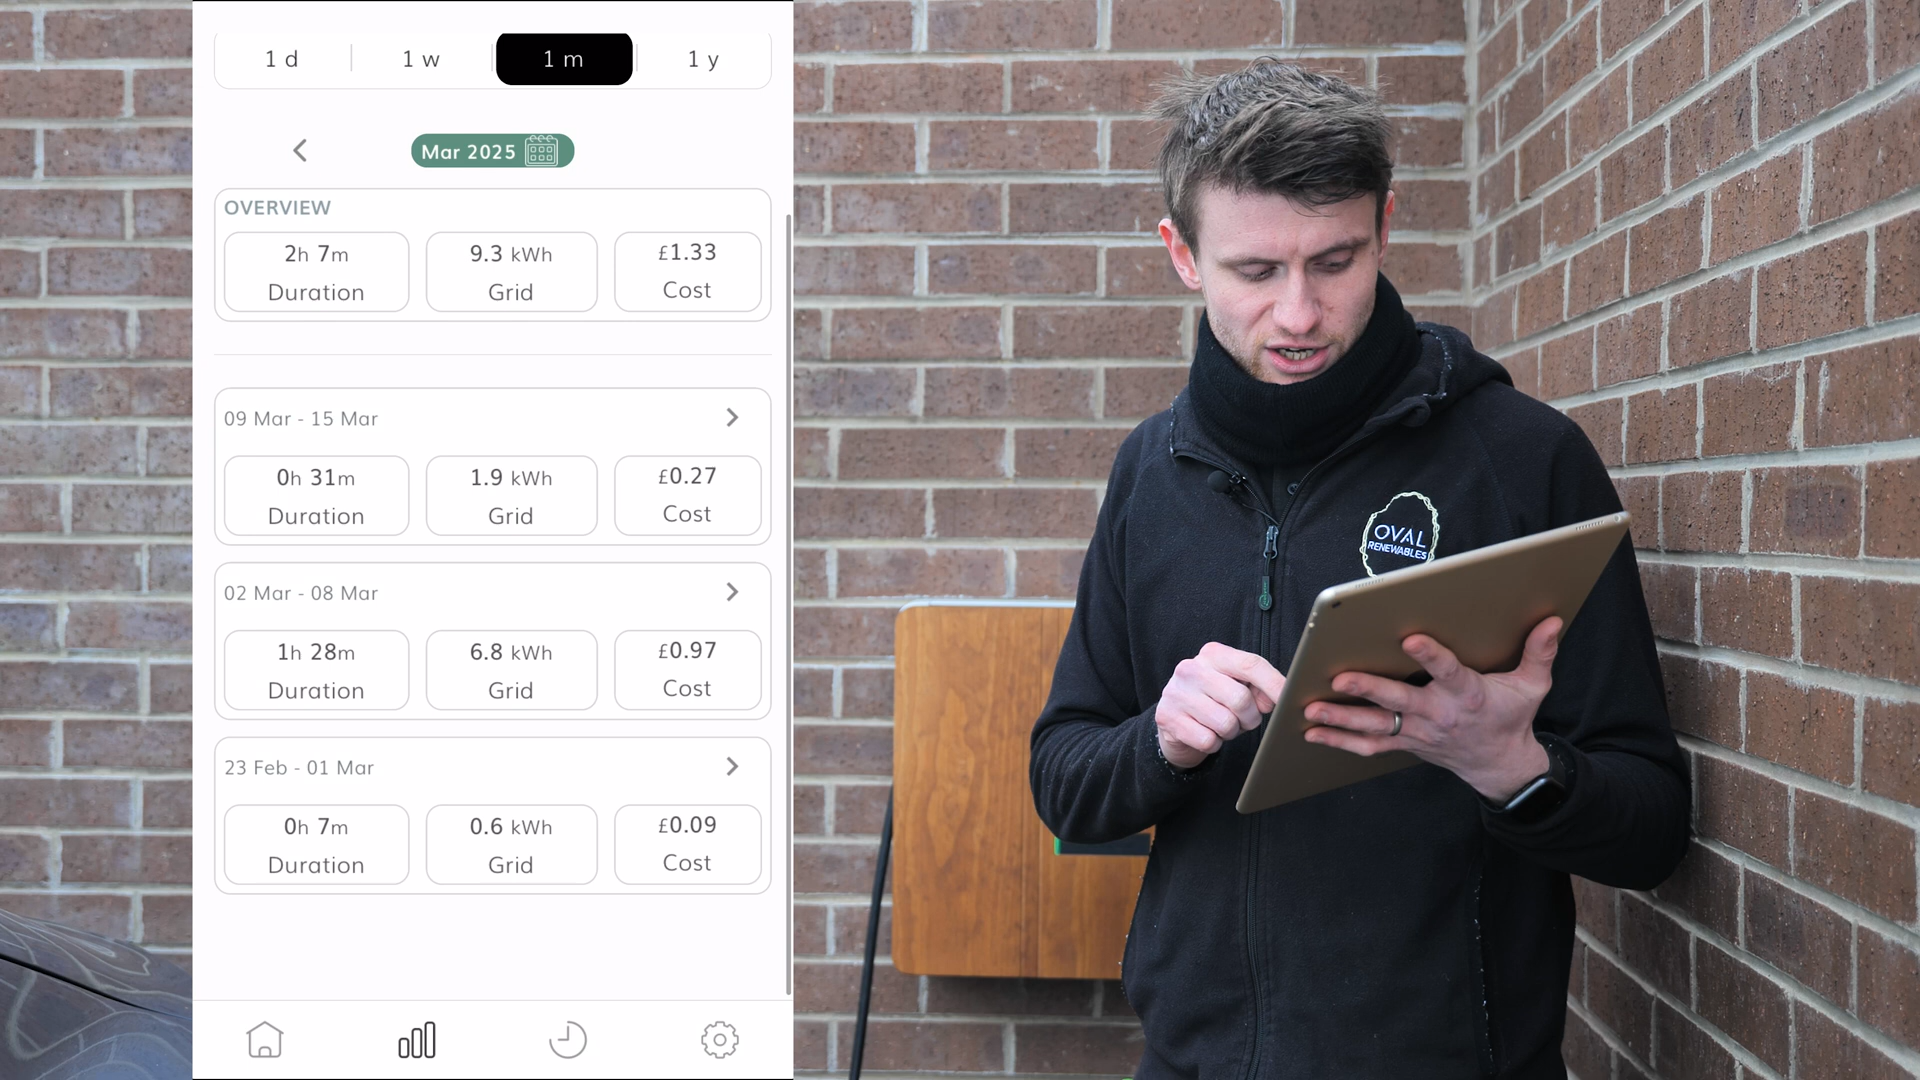 1 d 1 w 1 m 1 y
Mar 2025
OVERVIEW
2h 7m 9.3 kWh £1.33
Duration Grid Cost
09 Mar - 15 Mar
0h 31m 1.9 kWh £0.27
Duration Grid Cost
02 Mar - 08 Mar
1h 28m 6.8 kWh £0.97
Duration Grid Cost
23 Feb - 01 Mar
0h 7m 0.6 kWh £0.09
Duration Grid Cost
OVAL
RENEWABLES